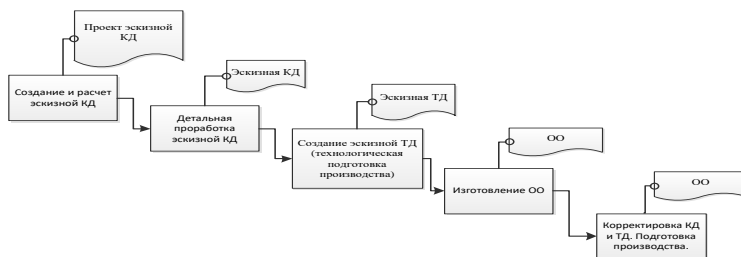 Проект эскизной
КД
Создание и расчет
эскизной КД
Эскизная КД
Детальная
проработка
эскизной КД
Эскизная ТД
Создание эскизной ТД
(технологическая
подготовка
производства)
ОО
Изготовление ОО
ОО
Корректировка КД
и ТД. Подготовка
производства.